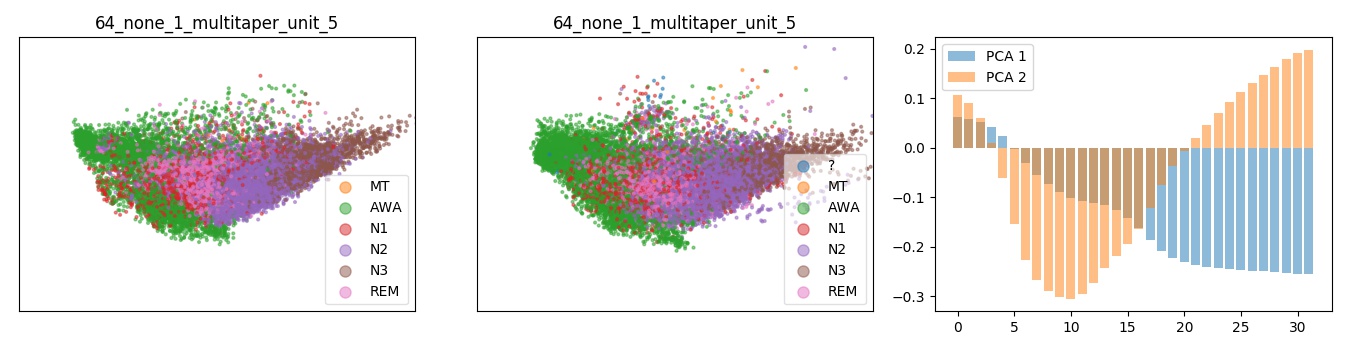 64_none_1_multitaper_unit_5
MT
AWA
N1
N2
N3
REM
64_none_1_multitaper_unit_5
?
MT
AWA
N1
N2
N3
REM
PCA 1
PCA 2
0.2
0.1
0.0
−0.1
−0.2
−0.3
0 5 10 15 20 25 30